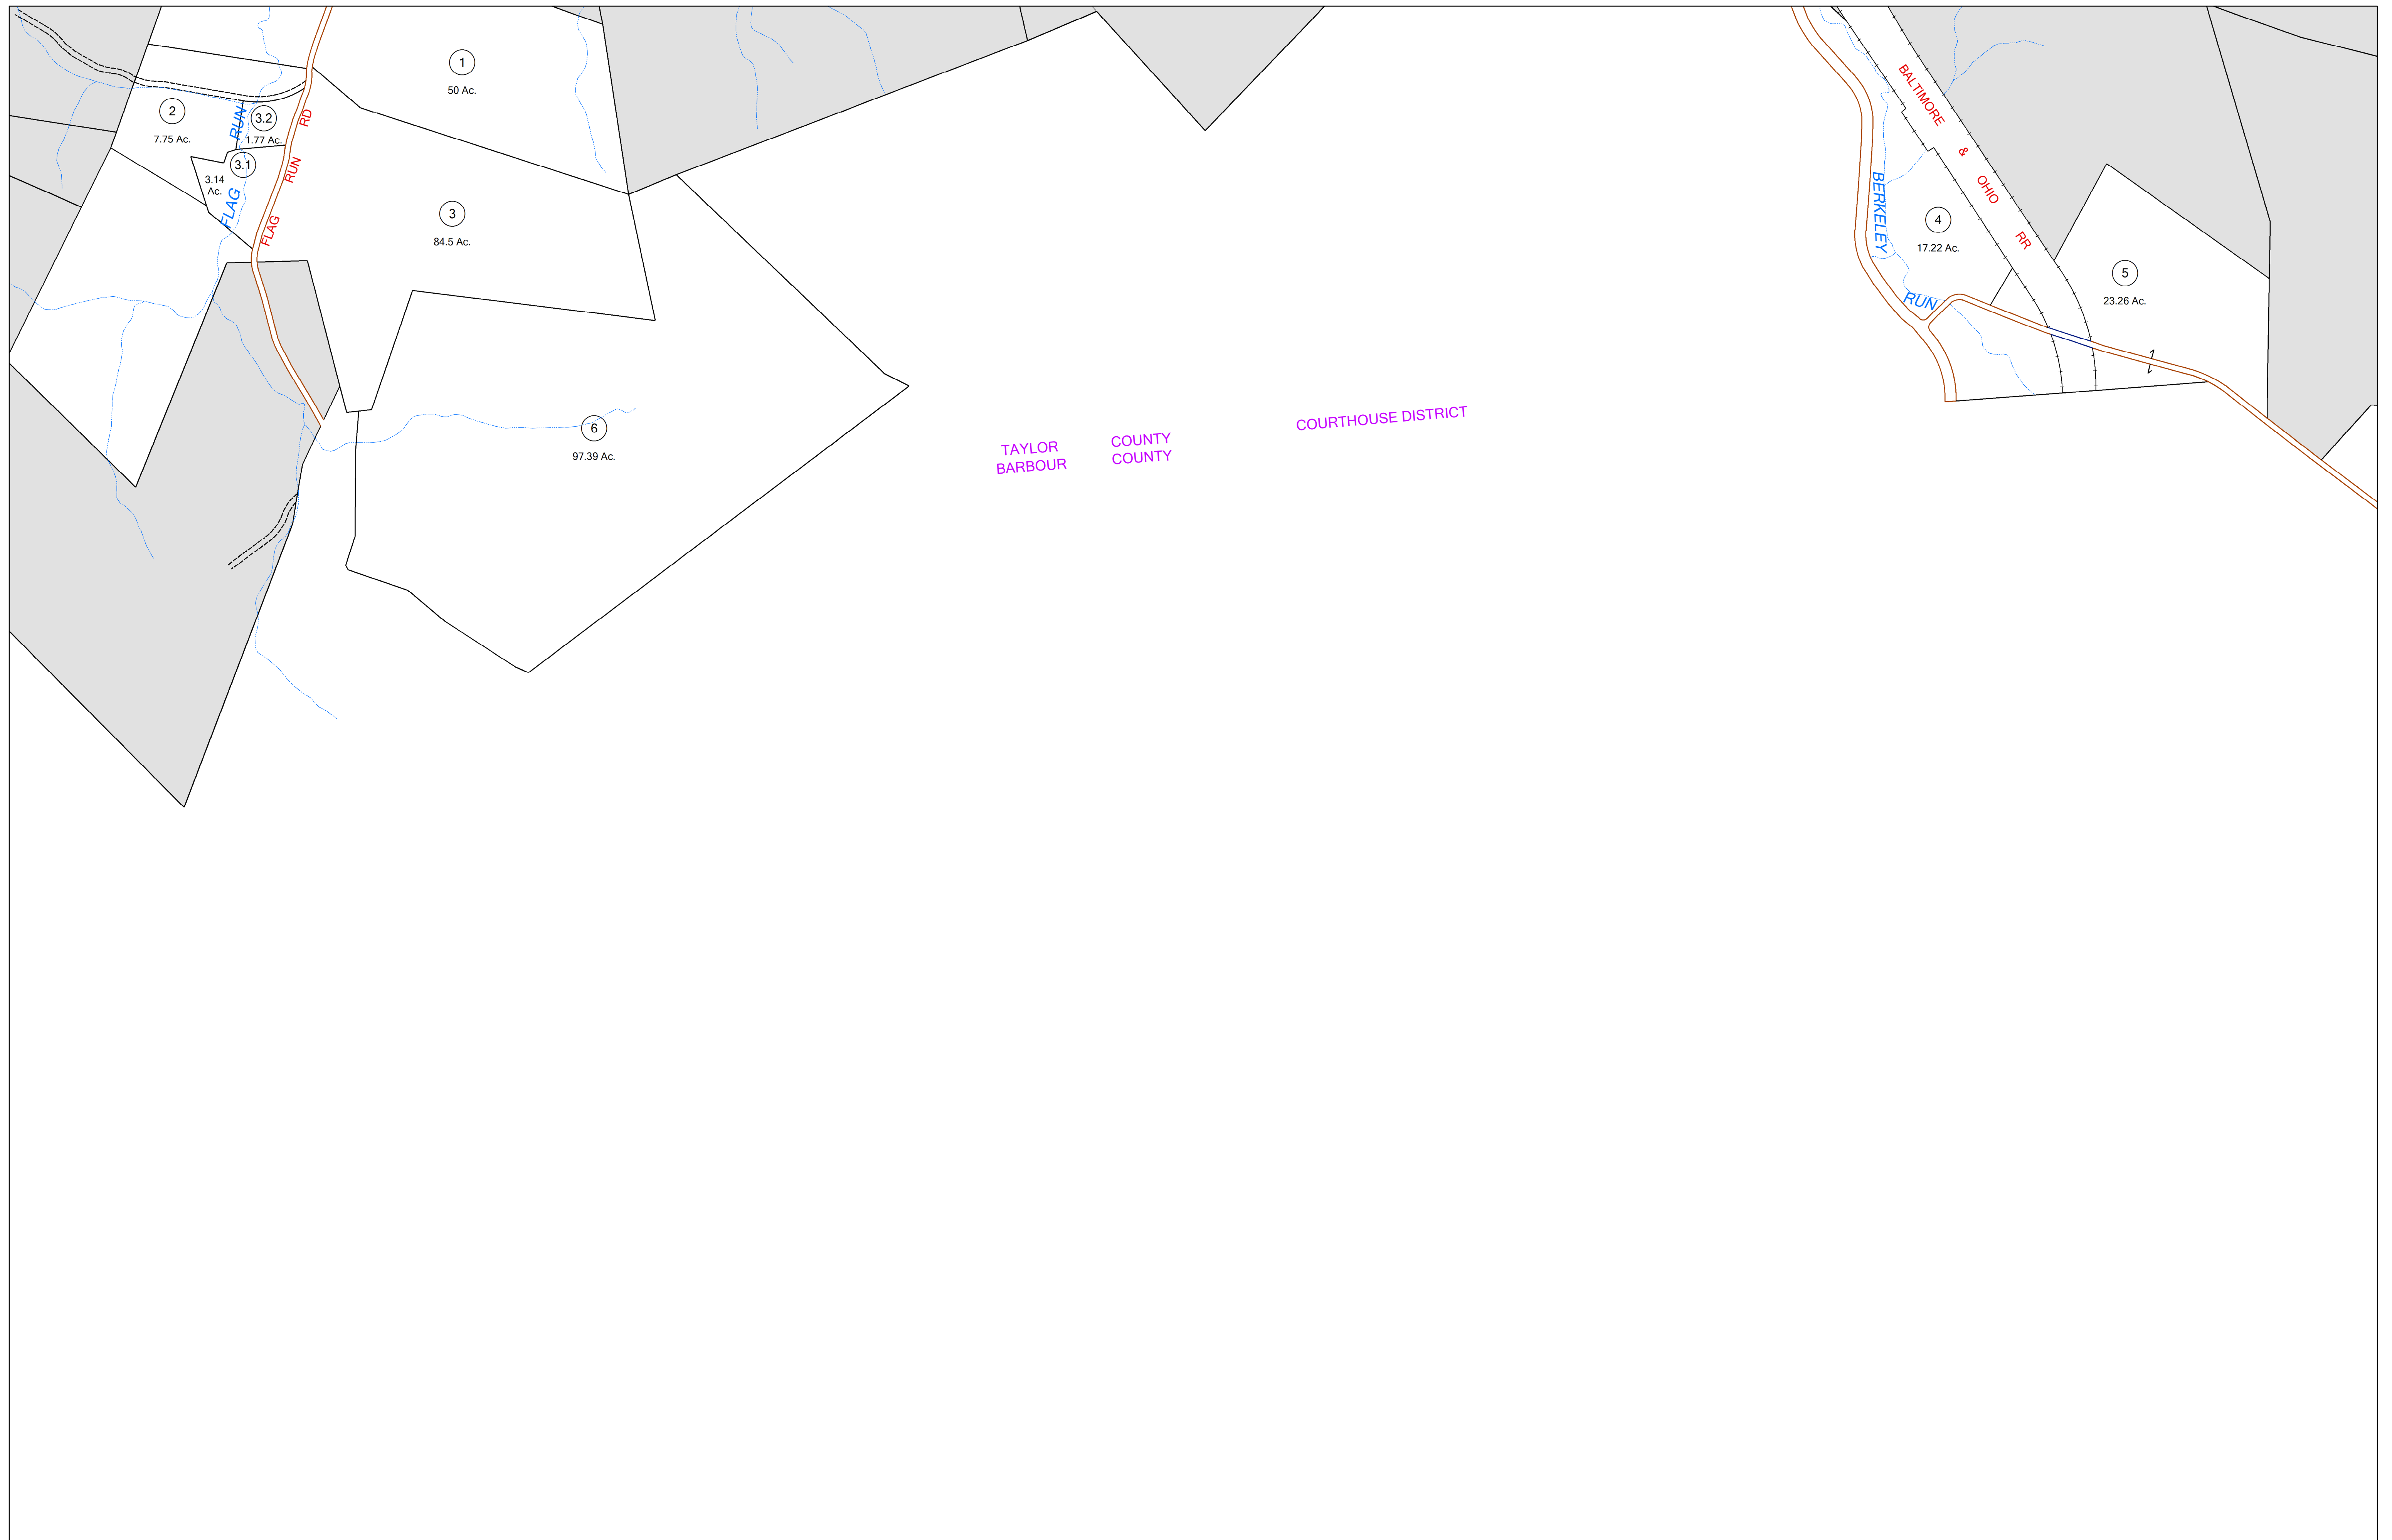 1
50 Ac.
2
7.75 Ac.
3.2
1.77 Ac.
3.1
3.14
Ac.
FLAG RUN
FLAG RUN RD
3
84.5 Ac.
6
97.39 Ac.
TAYLOR COUNTY
BARBOUR COUNTY
COURTHOUSE DISTRICT
BALTIMORE & OHIO RR
BERKELEY RUN
4
17.22 Ac.
5
23.26 Ac.